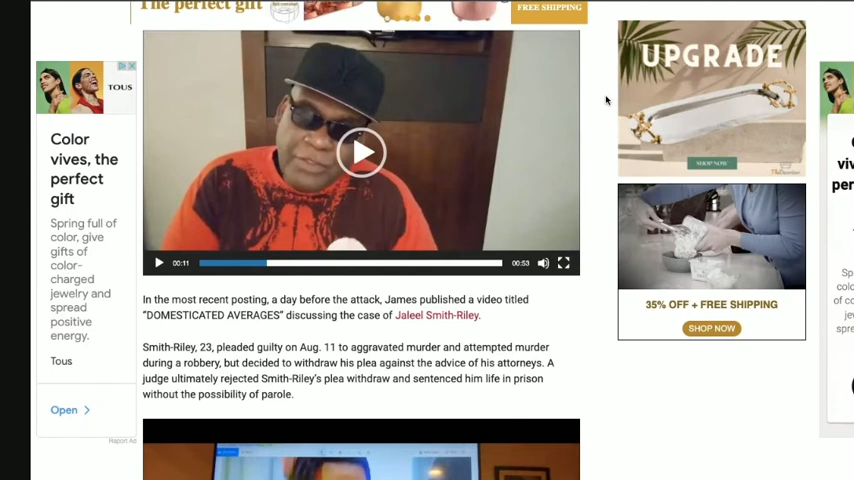 The perfect gift
FREE SHIPPING
TOUS
Color
vives, the
perfect
gift
Spring full of
color, give
gifts of
color-
charged
jewelry and
spread
positive
energy.
Tous
Open
Report Ad
00:11
00:53
In the most recent posting, a day before the attack, James published a video titled
“DOMESTICATED AVERAGES” discussing the case of Jaleel Smith-Riley.
Smith-Riley, 23, pleaded guilty on Aug. 11 to aggravated murder and attempted murder
during a robbery, but decided to withdraw his plea against the advice of his attorneys. A
judge ultimately rejected Smith-Riley’s plea withdraw and sentenced him life in prison
without the possibility of parole.
UPGRADE
SHOP NOW
35% OFF + FREE SHIPPING
SHOP NOW